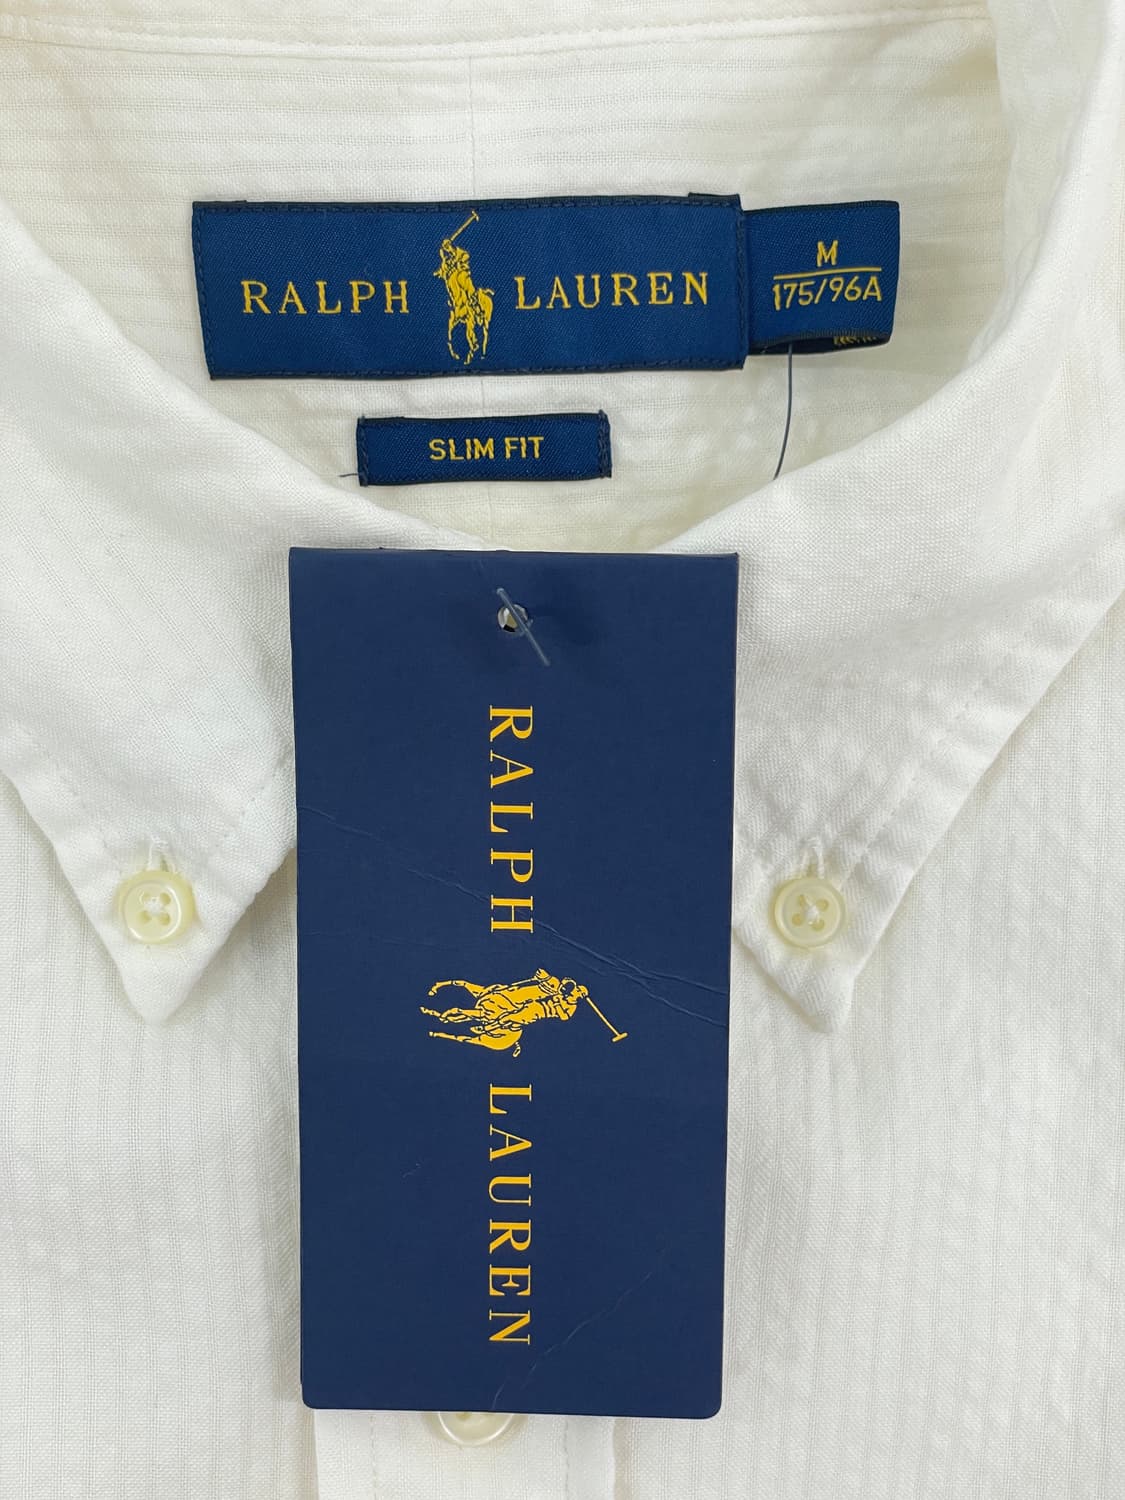 RALPH LAUREN
M
175/96A
SLIM FIT
RALPH LAUREN